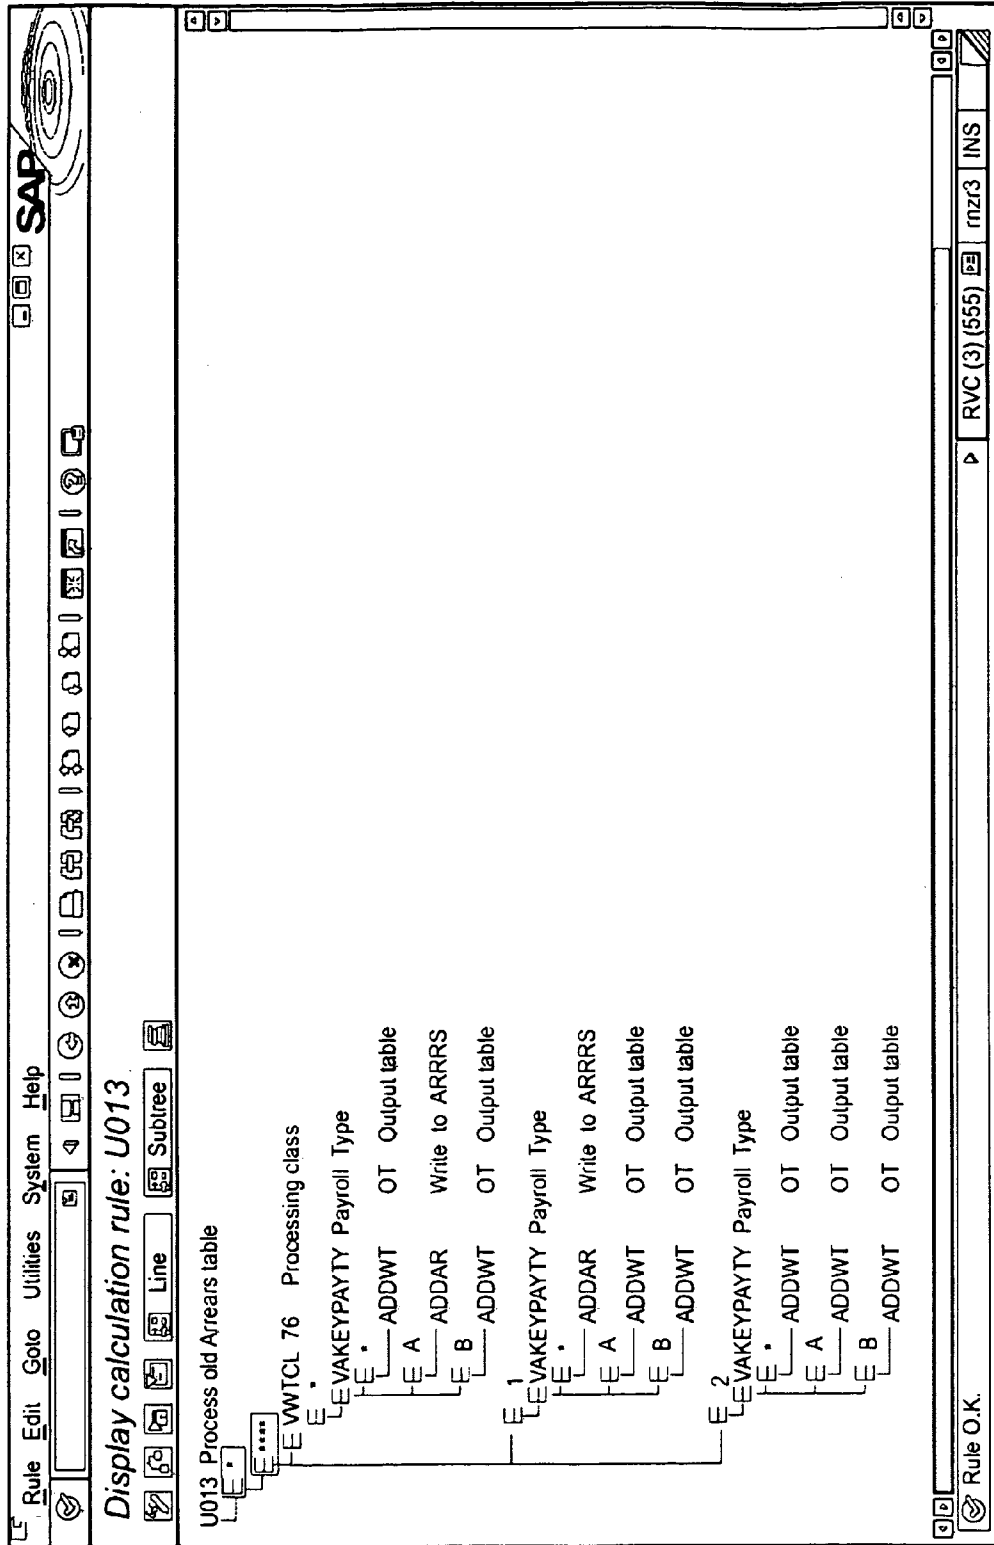 SAP
Rule Edit Goto Utilities System Help
Display calculation rule: U013
Line Subtree
U013 Process old Arrears table
*
****
VWTCL 76 Processing class
*
VAKEYPAYTY Payroll Type
*
ADDWT OT Output table
A
ADDAR Write to ARRRS
B
ADDWT OT Output table
1
VAKEYPAYTY Payroll Type
*
ADDAR Write to ARRRS
A
ADDWT OT Output table
B
ADDWT OT Output table
2
VAKEYPAYTY Payroll Type
*
ADDWT OT Output table
A
ADDWT OT Output table
B
ADDWT OT Output table
Rule O.K. RVC (3) (555) rnzr3 INS